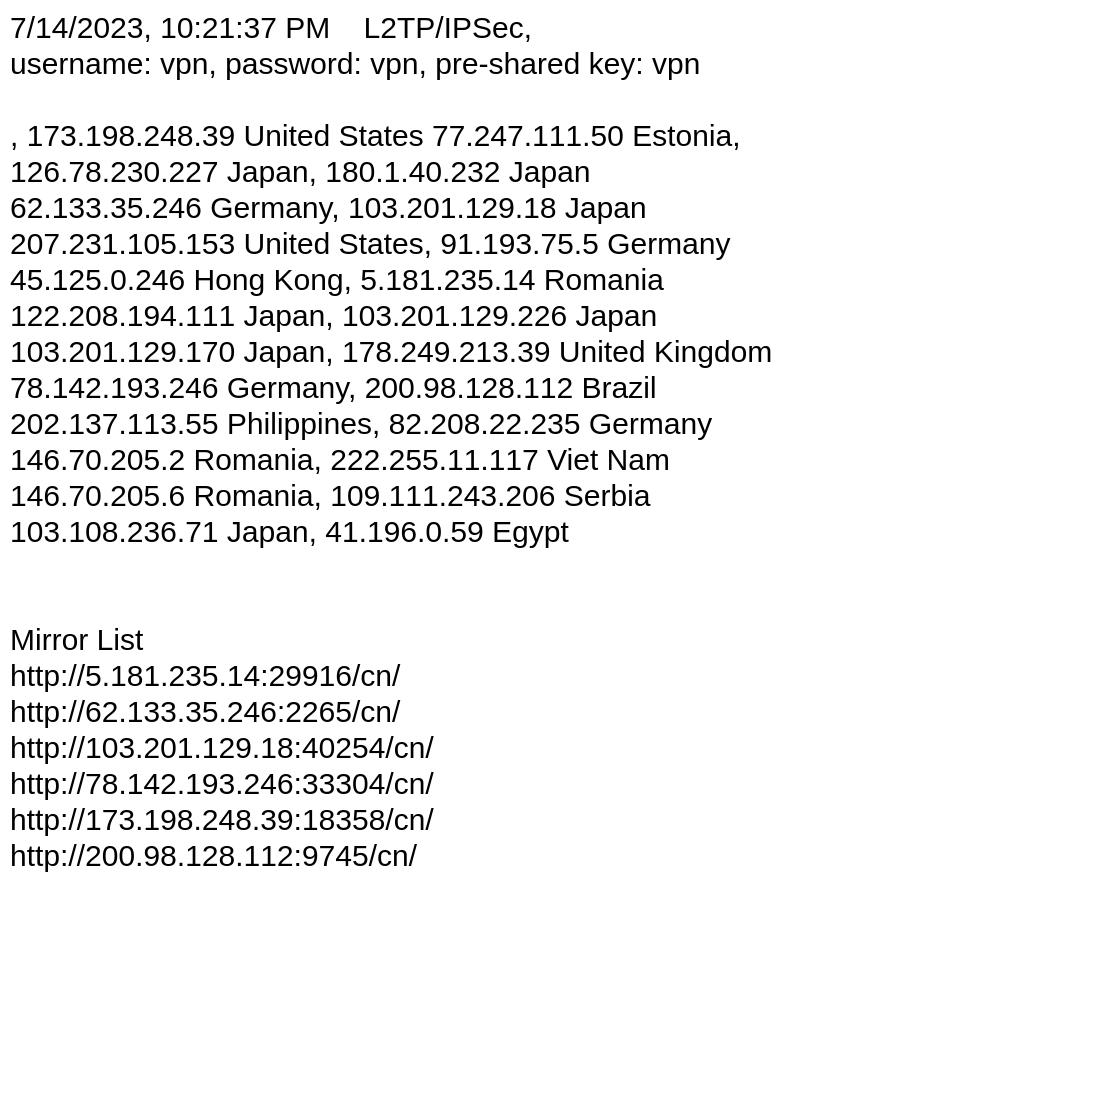 7/14/2023, 10:21:37 PM    L2TP/IPSec,
username: vpn, password: vpn, pre-shared key: vpn
, 173.198.248.39 United States 77.247.111.50 Estonia,
126.78.230.227 Japan, 180.1.40.232 Japan
62.133.35.246 Germany, 103.201.129.18 Japan
207.231.105.153 United States, 91.193.75.5 Germany
45.125.0.246 Hong Kong, 5.181.235.14 Romania
122.208.194.111 Japan, 103.201.129.226 Japan
103.201.129.170 Japan, 178.249.213.39 United Kingdom
78.142.193.246 Germany, 200.98.128.112 Brazil
202.137.113.55 Philippines, 82.208.22.235 Germany
146.70.205.2 Romania, 222.255.11.117 Viet Nam
146.70.205.6 Romania, 109.111.243.206 Serbia
103.108.236.71 Japan, 41.196.0.59 Egypt
Mirror List
http://5.181.235.14:29916/cn/
http://62.133.35.246:2265/cn/
http://103.201.129.18:40254/cn/
http://78.142.193.246:33304/cn/
http://173.198.248.39:18358/cn/
http://200.98.128.112:9745/cn/